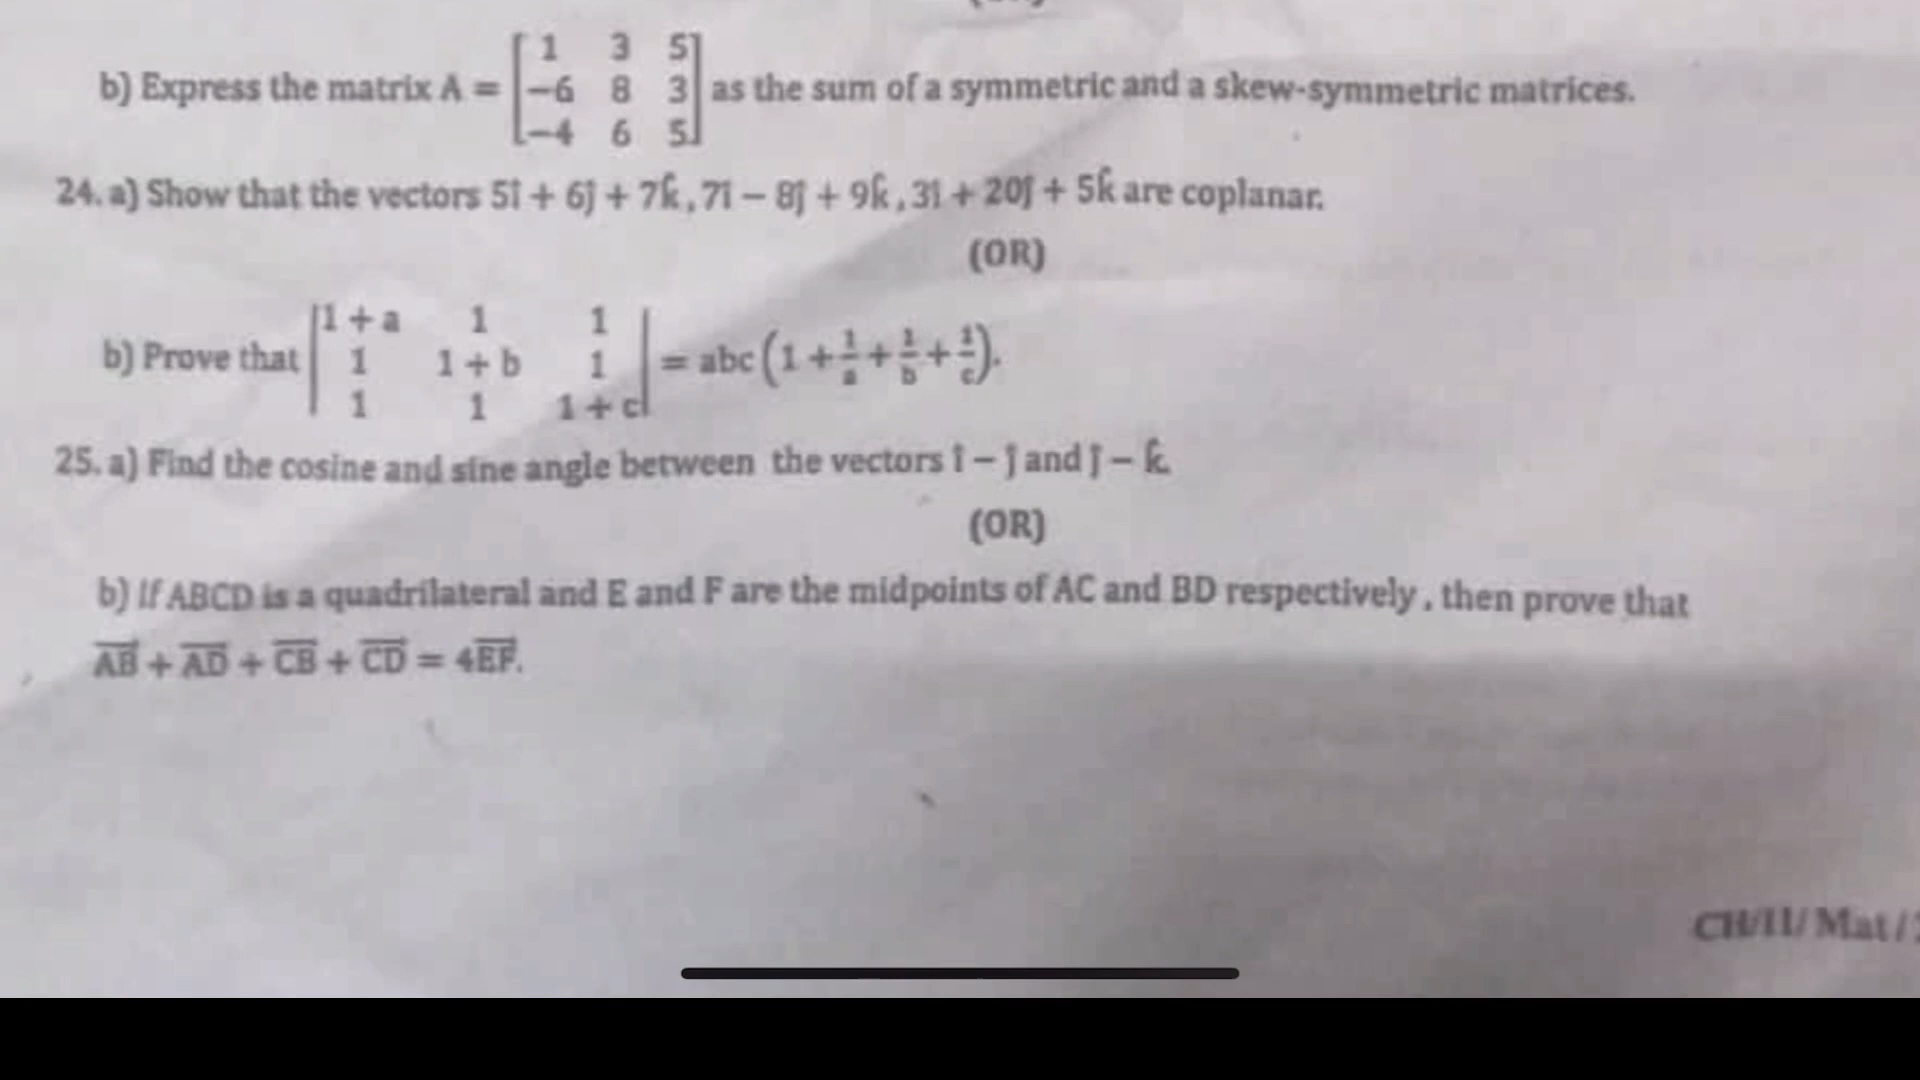 b) Express the matrix A = [1 3 5; −6 8 3; −4 6 5] as the sum of a symmetric and a skew-symmetric matrices.
24. a) Show that the vectors 5î + 6ĵ + 7k̂, 7î − 8ĵ + 9k̂, 3î + 20ĵ + 5k̂ are coplanar.
(OR)
b) Prove that |1 + a 1 1; 1 1 + b 1; 1 1 1 + c| = abc(1 + 1/a + 1/b + 1/c).
25. a) Find the cosine and sine angle between the vectors î − ĵ and ĵ − k̂.
(OR)
b) If ABCD is a quadrilateral and E and F are the midpoints of AC and BD respectively, then prove that
AB + AD + CB + CD = 4EF.
CH/11/Mat/